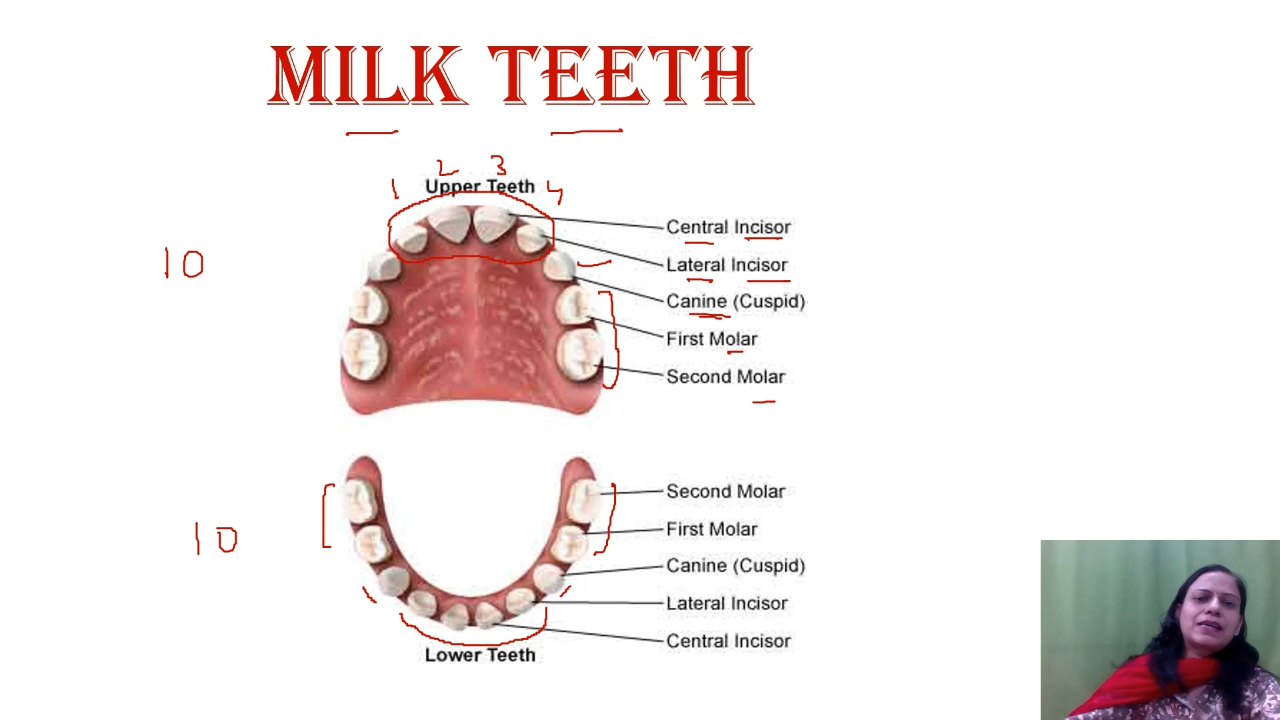 MILK TEETH
1 2 3 4
Upper Teeth
10
Central Incisor
Lateral Incisor
Canine (Cuspid)
First Molar
Second Molar
10
Second Molar
First Molar
Canine (Cuspid)
Lateral Incisor
Central Incisor
Lower Teeth